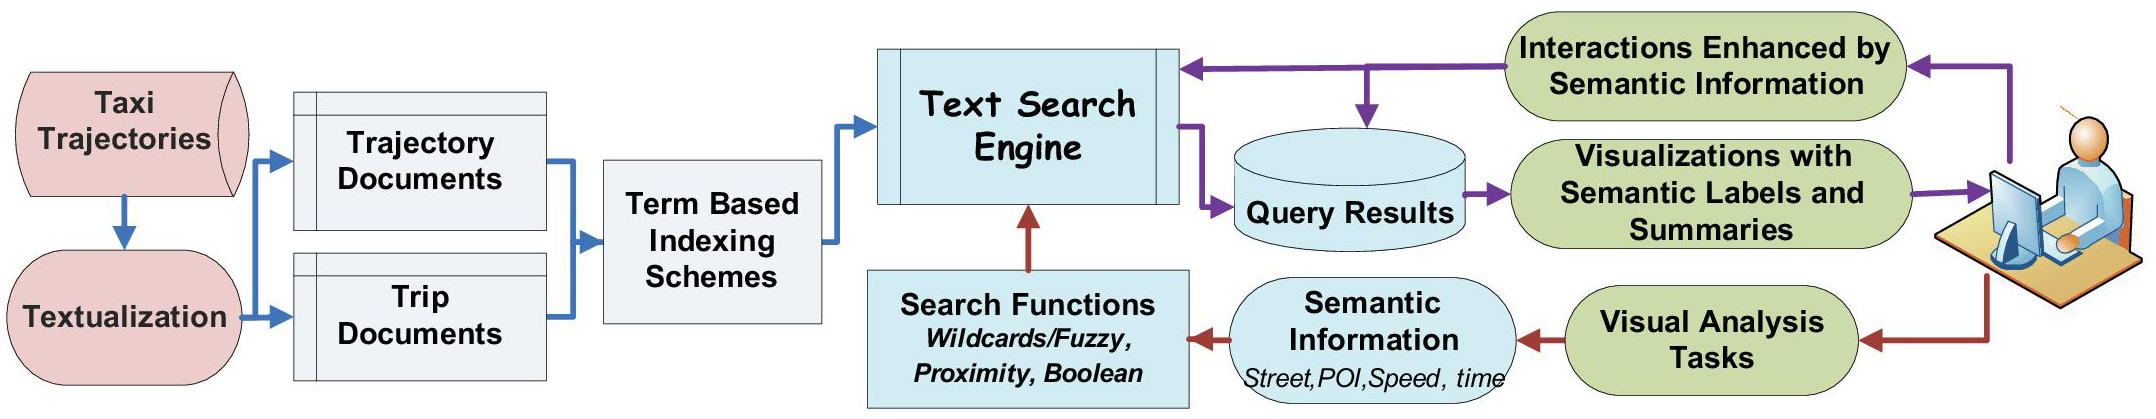 Taxi
Trajectories
Textualization
Trajectory
Documents
Trip
Documents
Term Based
Indexing
Schemes
Text Search
Engine
Search Functions
Wildcards/Fuzzy,
Proximity, Boolean
Query Results
Semantic
Information
Street,POI,Speed, time
Interactions Enhanced by
Semantic Information
Visualizations with
Semantic Labels and
Summaries
Visual Analysis
Tasks